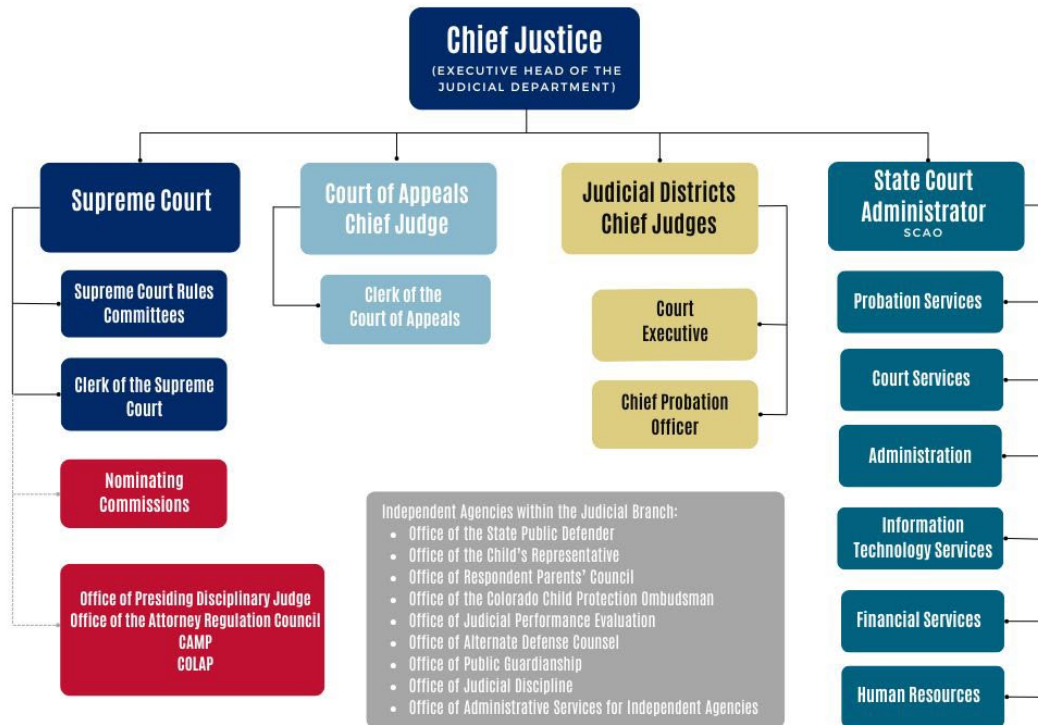 Chief Justice
(EXECUTIVE HEAD OF THE
JUDICIAL DEPARTMENT)
Supreme Court
Supreme Court Rules
Committees
Clerk of the Supreme
Court
Nominating
Commissions
Office of Presiding Disciplinary Judge
Office of the Attorney Regulation Council
CAMP
COLAP
Court of Appeals
Chief Judge
Clerk of the
Court of Appeals
Judicial Districts
Chief Judges
Court
Executive
Chief Probation
Officer
State Court
Administrator
SCAO
Probation Services
Court Services
Administration
Information
Technology Services
Financial Services
Human Resources
Independent Agencies within the Judicial Branch:
• Office of the State Public Defender
• Office of the Child's Representative
• Office of Respondent Parents' Council
• Office of the Colorado Child Protection Ombudsman
• Office of Judicial Performance Evaluation
• Office of Alternate Defense Counsel
• Office of Public Guardianship
• Office of Judicial Discipline
• Office of Administrative Services for Independent Agencies